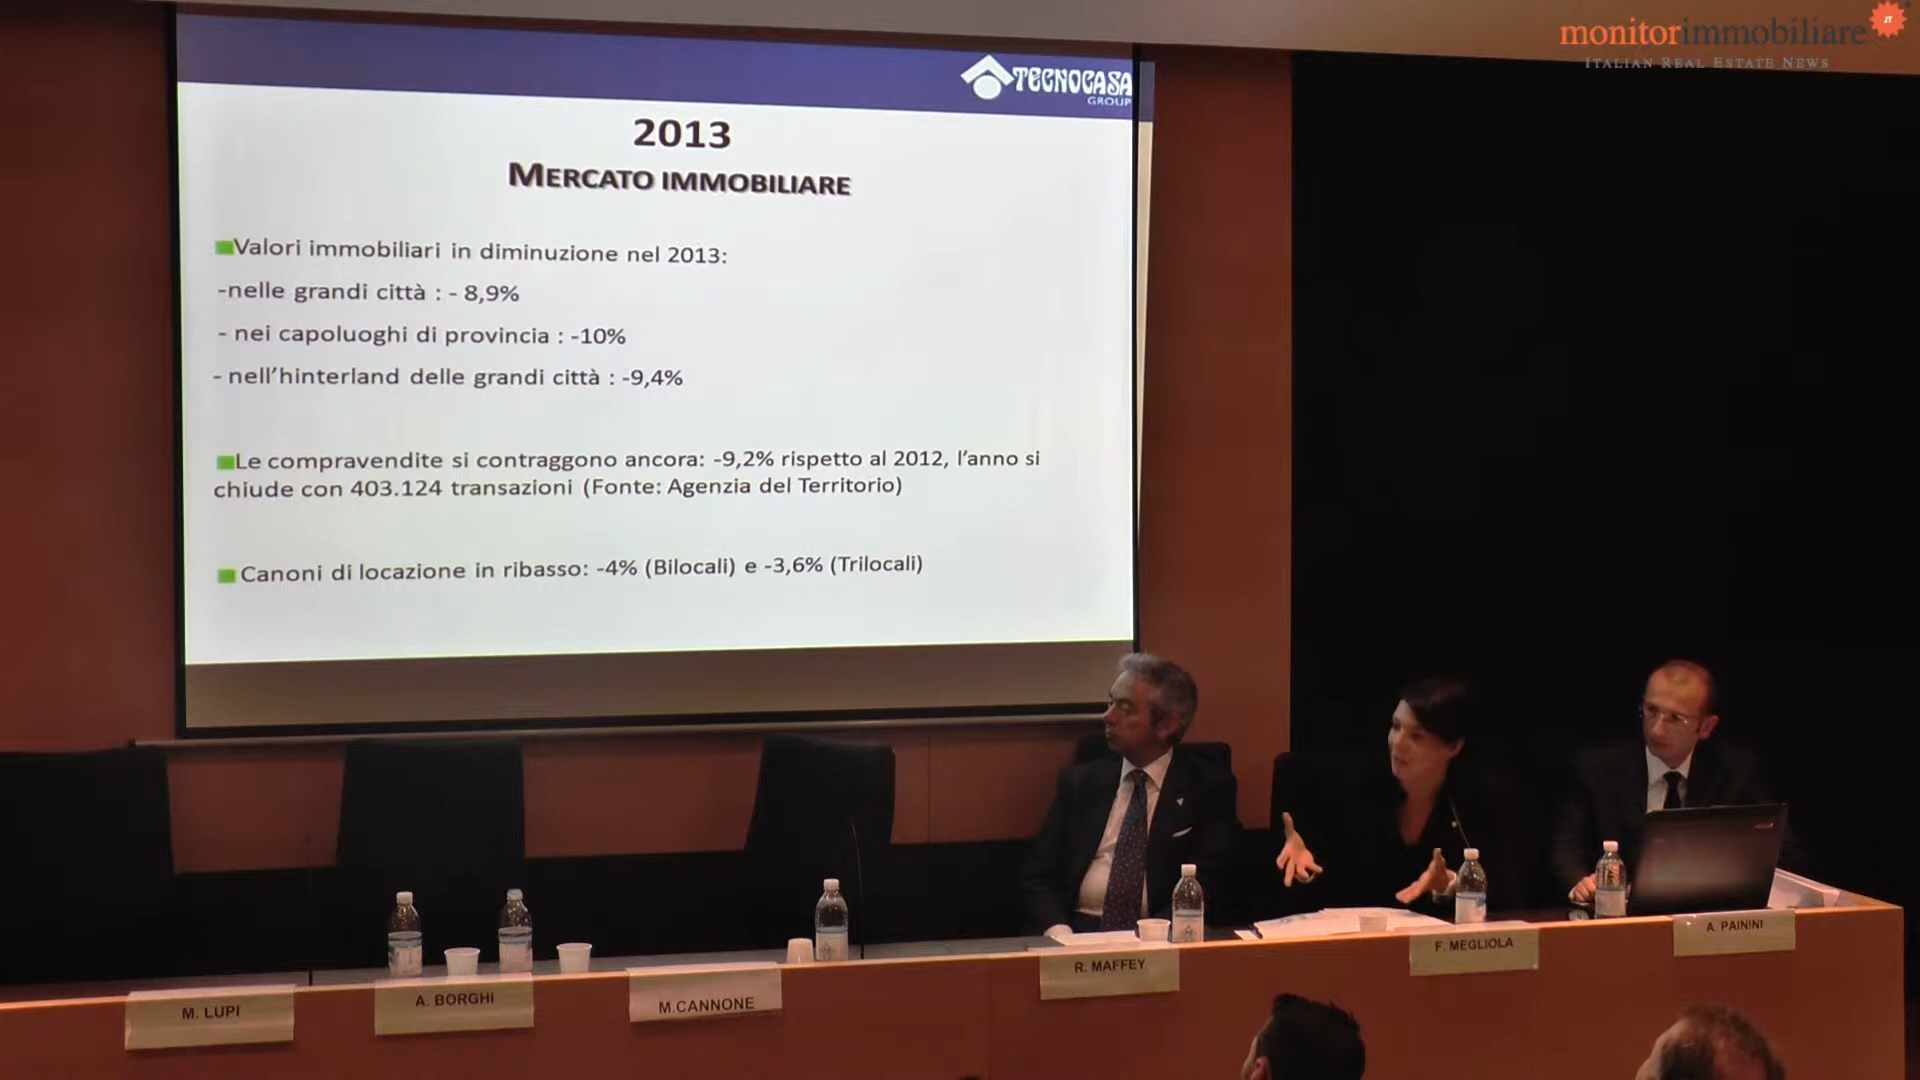 monitorimmobiliare
.IT
ITALIAN REAL ESTATE NEWS
TECNOCASA
GROUP
2013
MERCATO IMMOBILIARE
Valori immobiliari in diminuzione nel 2013:
-nelle grandi città : - 8,9%
- nei capoluoghi di provincia : -10%
- nell'hinterland delle grandi città : -9,4%
Le compravendite si contraggono ancora: -9,2% rispetto al 2012, l'anno si
chiude con 403.124 transazioni (Fonte: Agenzia del Territorio)
Canoni di locazione in ribasso: -4% (Bilocali) e -3,6% (Trilocali)
M. LUPI
A. BORGHI
M.CANNONE
R. MAFFEY
F. MEGLIOLA
A. PAININI